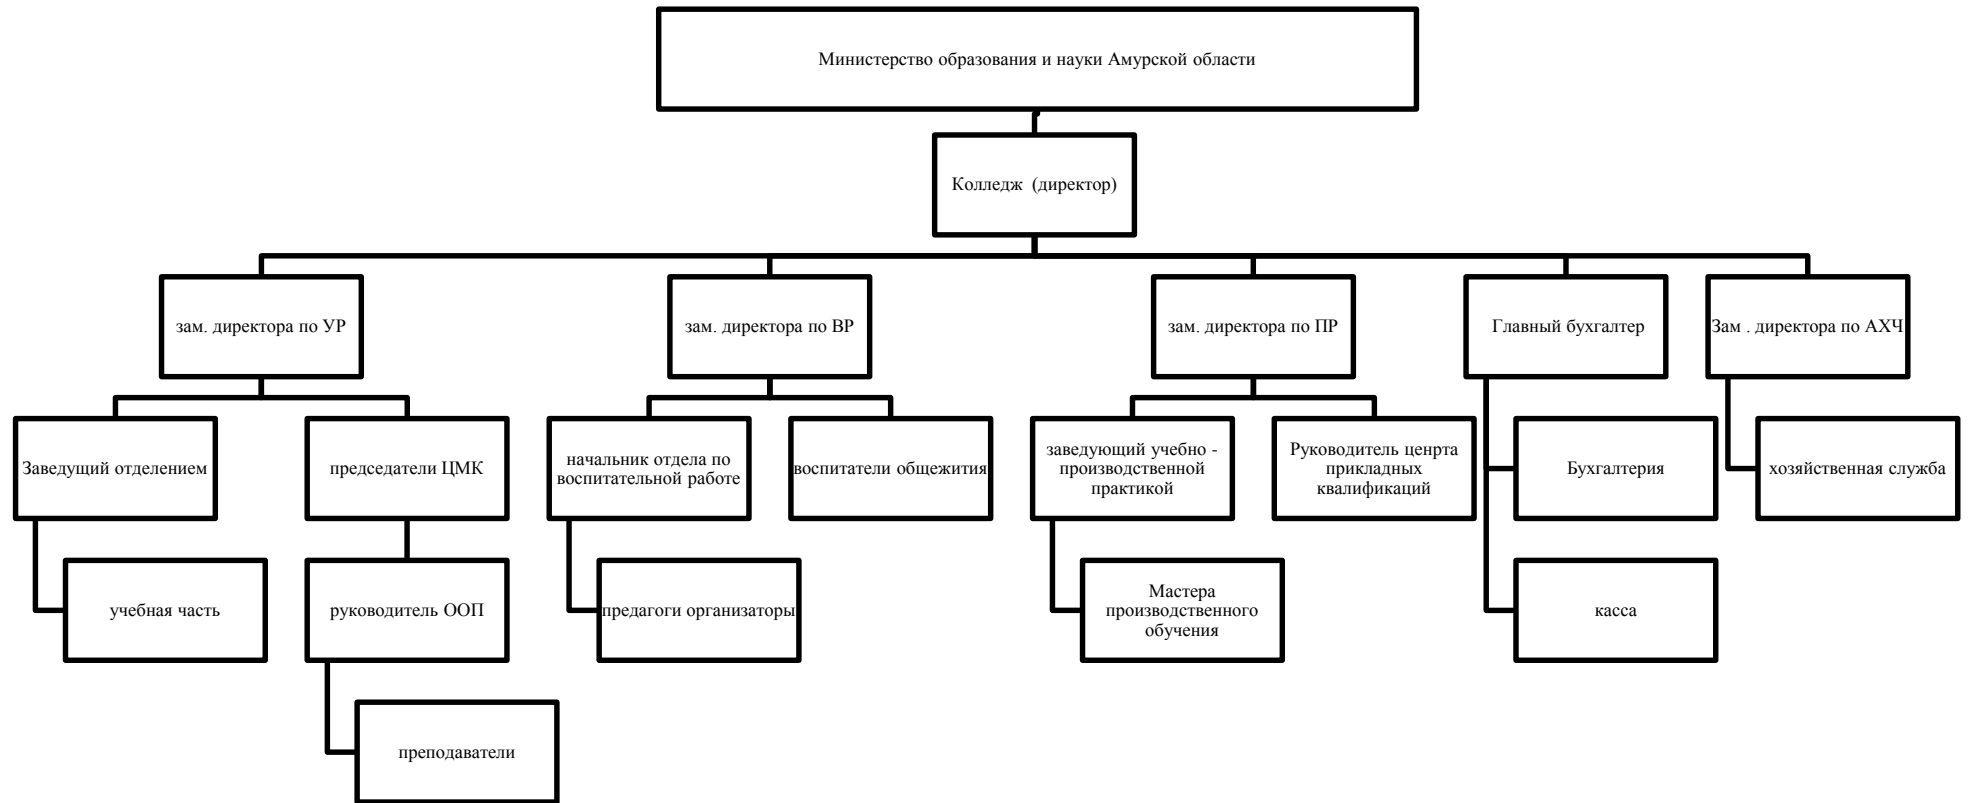 Министерство образования и науки Амурской области
Колледж (директор)
зам. директора по УР
зам. директора по ВР
зам. директора по ПР
Главный бухгалтер
Зам . директора по АХЧ
Заведущий отделением
председатели ЦМК
начальник отдела по
воспитательной работе
воспитатели общежития
заведующий учебно -
производственной
практикой
Руководитель ценрта
прикладных
квалификаций
Бухгалтерия
хозяйственная служба
учебная часть
руководитель ООП
предагоги организаторы
Мастера
производственного
обучения
касса
преподаватели